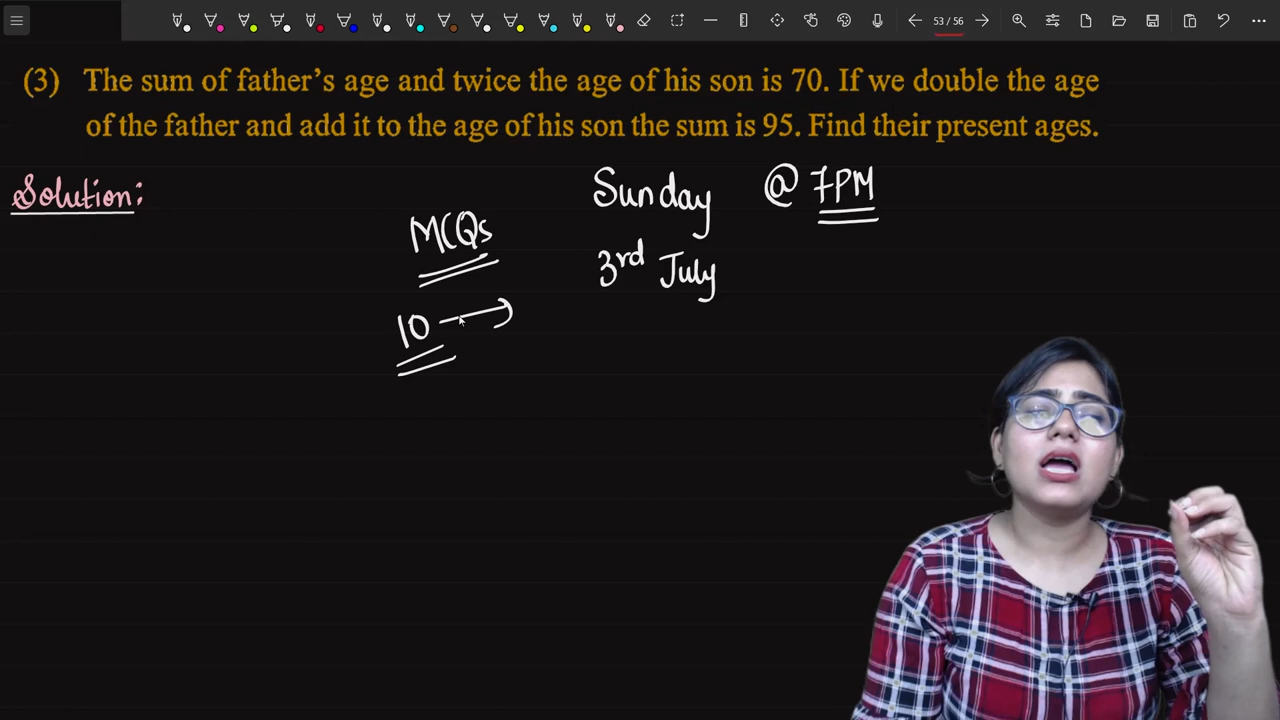 53 / 56
(3) The sum of father’s age and twice the age of his son is 70. If we double the age
of the father and add it to the age of his son the sum is 95. Find their present ages.
Solution:
Sunday @ 7PM
MCQs
3rd July
10 →